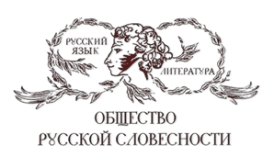 РУССКИЙ
ЯЗЫК
ЛИТЕРАТУРА
ОБЩЕСТВО
РУССКОЙ СЛОВЕСНОСТИ